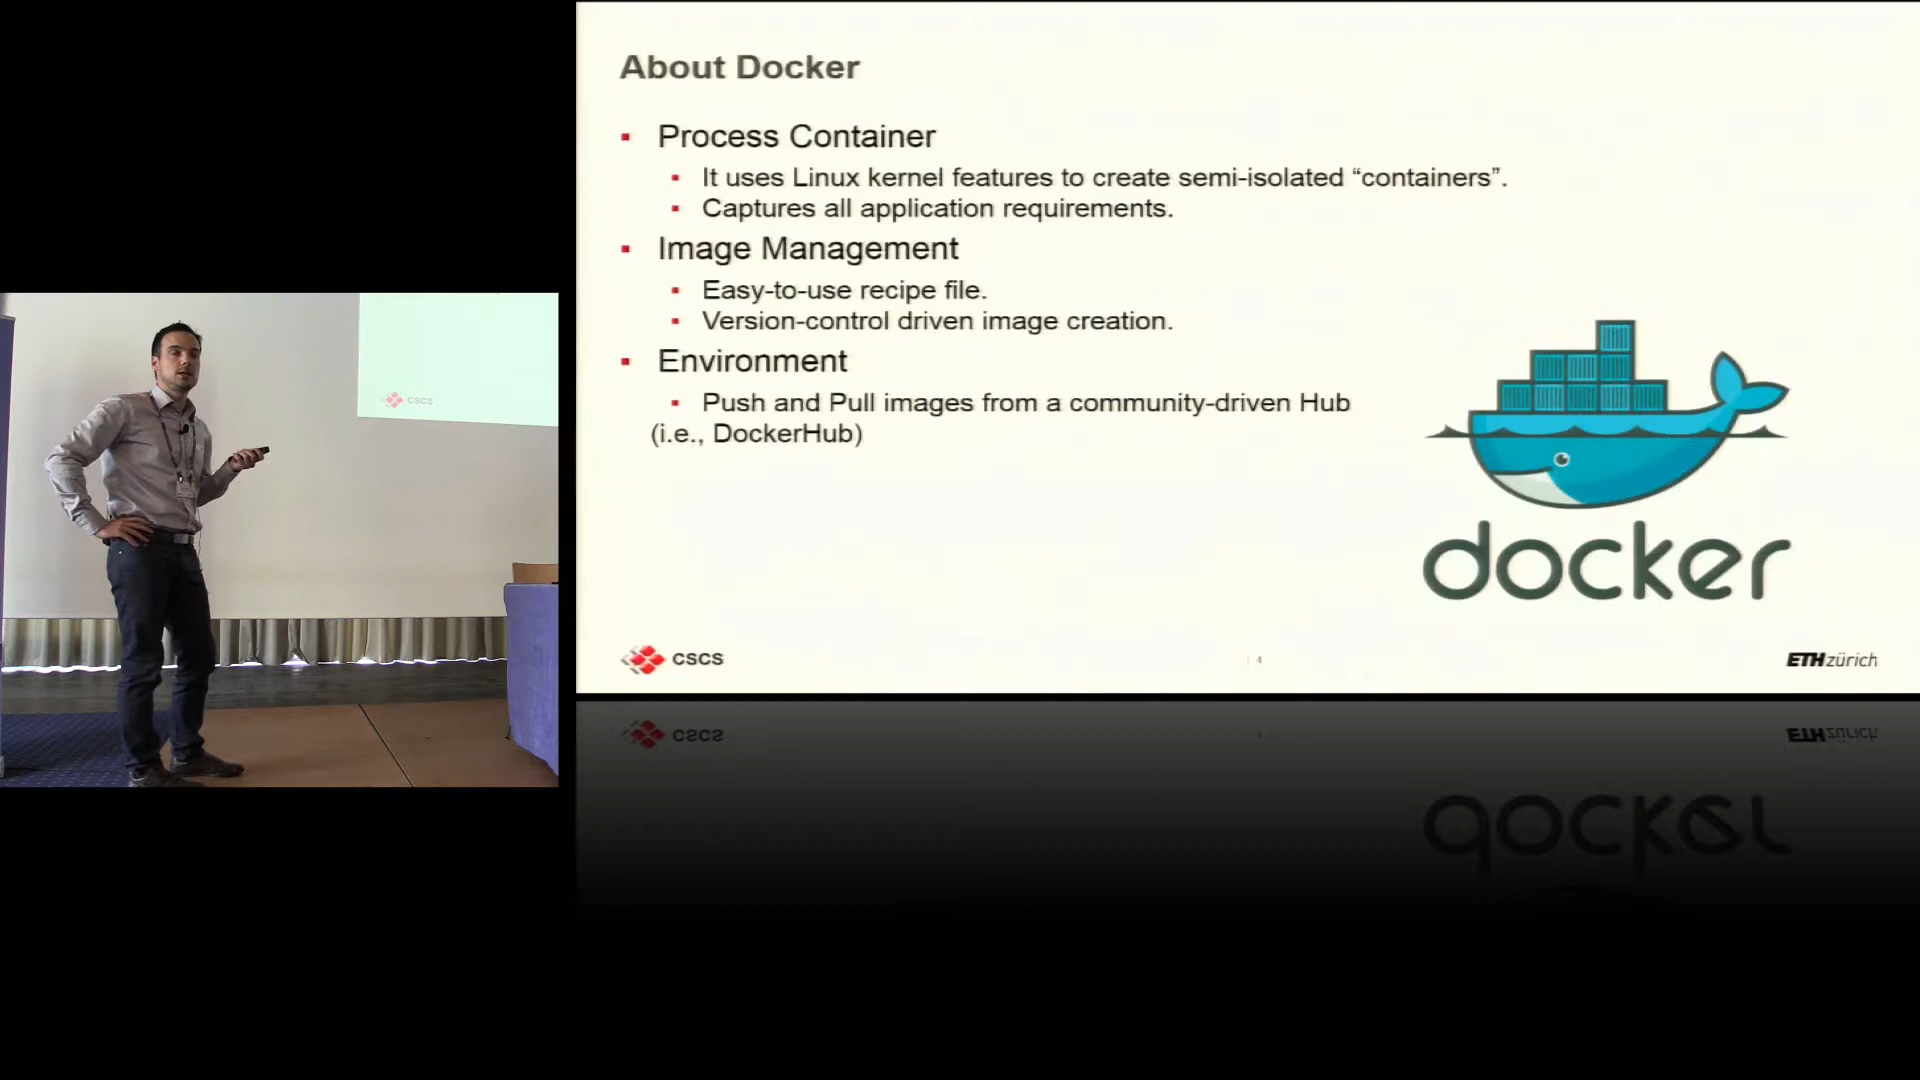 About Docker
▪ Process Container
▪ It uses Linux kernel features to create semi-isolated “containers”.
▪ Captures all application requirements.
▪ Image Management
▪ Easy-to-use recipe file.
▪ Version-control driven image creation.
▪ Environment
▪ Push and Pull images from a community-driven Hub
(i.e., DockerHub)
docker
CSCS
4
ETHzürich
CSCS